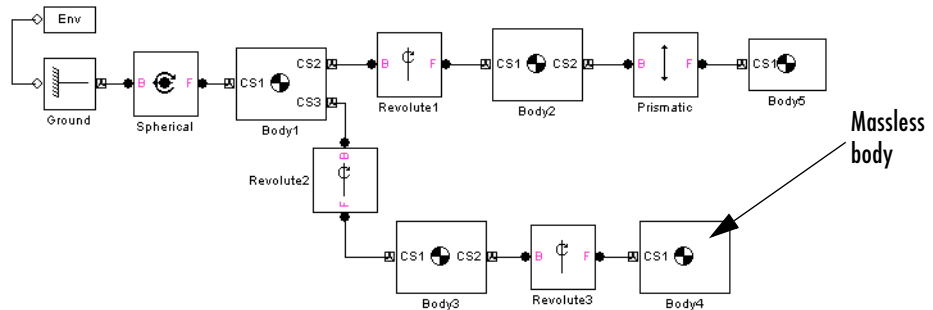 Env
Ground
B F
Spherical
CS1 CS2
CS3
Body1
B F
Revolute1
CS1 CS2
Body2
B F
Prismatic
CS1
Body5
Massless
body
Revolute2
B
F
CS1 CS2
Body3
B F
Revolute3
CS1
Body4